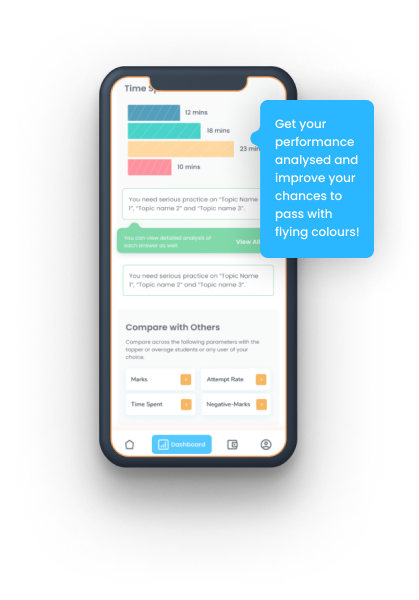 Time Sp
12 mins
18 mins
23 min
10 mins
Get your
performance
analysed and
improve your
chances to
pass with
flying colours!
You need serious practice on “Topic Name
1”, “Topic name 2” and “Topic name 3”.
You can view detailed analysis of
each answer as well.
View All
You need serious practice on “Topic Name
1”, “Topic name 2” and “Topic name 3”.
Compare with Others
Compare across the following parameters with the
topper or average students or any user of your
choice.
Marks
Attempt Rate
Time Spent
Negative-Marks
Dashboard